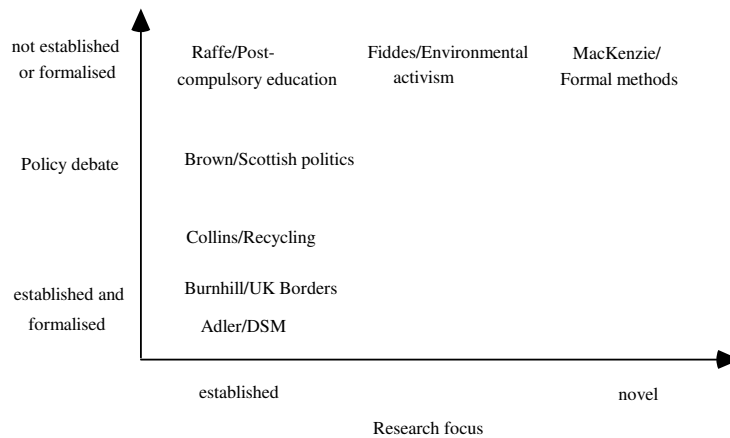 not established
or formalised
Raffe/Post-
compulsory education
Fiddes/Environmental
activism
MacKenzie/
Formal methods
Policy debate
Brown/Scottish politics
Collins/Recycling
established and
formalised
Burnhill/UK Borders
Adler/DSM
established
novel
Research focus